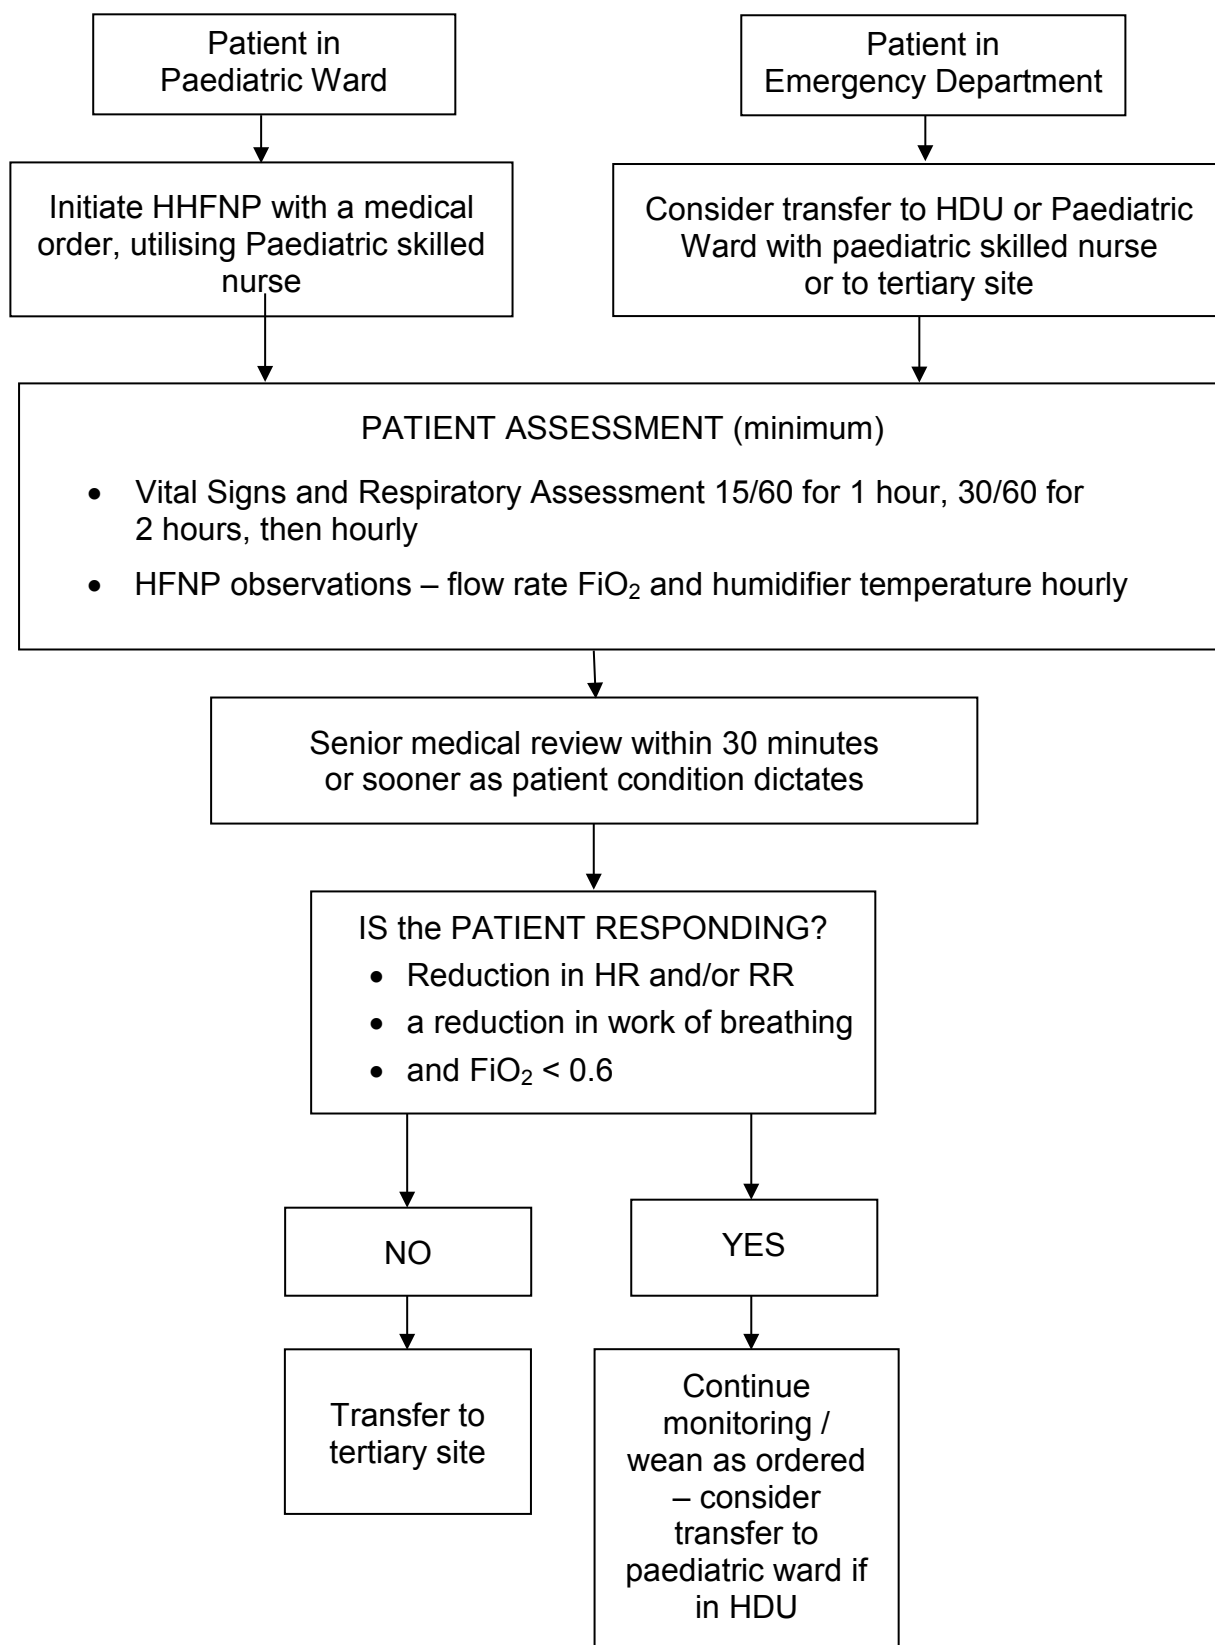 Patient in
Paediatric Ward
Patient in
Emergency Department
Initiate HHFNP with a medical
order, utilising Paediatric skilled
nurse
Consider transfer to HDU or Paediatric
Ward with paediatric skilled nurse
or to tertiary site
PATIENT ASSESSMENT (minimum)
• Vital Signs and Respiratory Assessment 15/60 for 1 hour, 30/60 for
2 hours, then hourly
• HFNP observations – flow rate FiO₂ and humidifier temperature hourly
Senior medical review within 30 minutes
or sooner as patient condition dictates
IS the PATIENT RESPONDING?
• Reduction in HR and/or RR
• a reduction in work of breathing
• and FiO₂ < 0.6
NO
YES
Transfer to
tertiary site
Continue
monitoring /
wean as ordered
– consider
transfer to
paediatric ward if
in HDU